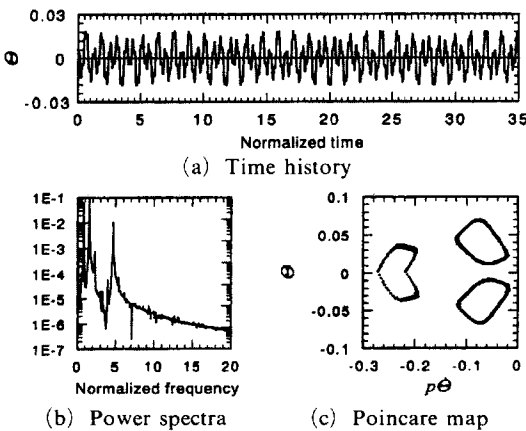 0.03
Θ
0
-0.03
0 5 10 15 20 25 30 35
Normalized time
(a) Time history
1E-1
1E-2
1E-3
1E-4
1E-5
1E-6
1E-7
0 5 10 15 20
Normalized frequency
(b) Power spectra
0.1
0.05
Θ
0
-0.05
-0.1
-0.3 -0.2 -0.1 0
pΘ
(c) Poincare map